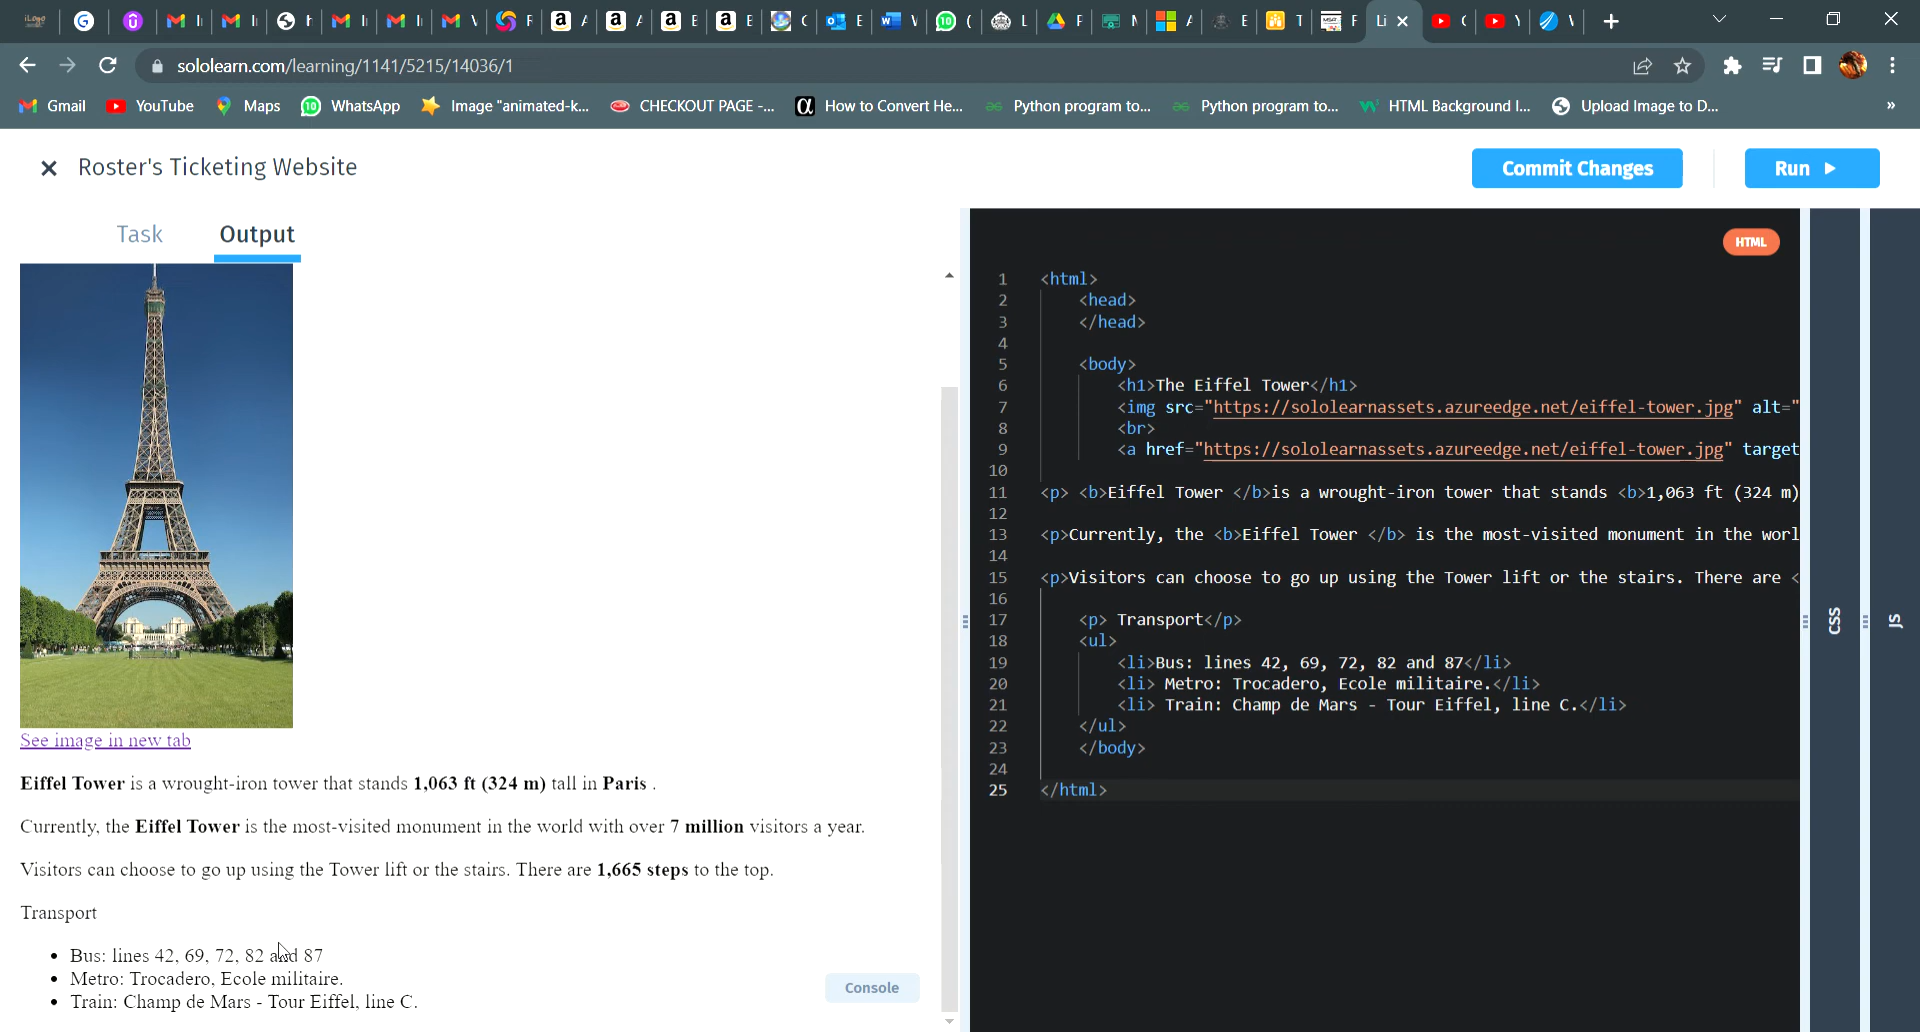 sololearn.com/learning/1141/5215/14036/1
Gmail YouTube Maps WhatsApp Image "animated-k... CHECKOUT PAGE -... How to Convert He... Python program to... Python program to... HTML Background I... Upload Image to D... »
Roster's Ticketing Website
Commit Changes
Run
Task Output
See image in new tab
Eiffel Tower is a wrought-iron tower that stands 1,063 ft (324 m) tall in Paris .
Currently, the Eiffel Tower is the most-visited monument in the world with over 7 million visitors a year.
Visitors can choose to go up using the Tower lift or the stairs. There are 1,665 steps to the top.
Transport
• Bus: lines 42, 69, 72, 82 and 87
• Metro: Trocadero, Ecole militaire.
• Train: Champ de Mars - Tour Eiffel, line C.
Console
HTML
1 <html>
2 <head>
3 </head>
4
5 <body>
6 <h1>The Eiffel Tower</h1>
7 <img src="https://sololearnassets.azureedge.net/eiffel-tower.jpg" alt="
8 <br>
9 <a href="https://sololearnassets.azureedge.net/eiffel-tower.jpg" target
10
11 <p> <b>Eiffel Tower </b>is a wrought-iron tower that stands <b>1,063 ft (324 m)
12
13 <p>Currently, the <b>Eiffel Tower </b> is the most-visited monument in the worl
14
15 <p>Visitors can choose to go up using the Tower lift or the stairs. There are <
16
17 <p> Transport</p>
18 <ul>
19 <li>Bus: lines 42, 69, 72, 82 and 87</li>
20 <li> Metro: Trocadero, Ecole militaire.</li>
21 <li> Train: Champ de Mars - Tour Eiffel, line C.</li>
22 </ul>
23 </body>
24
25 </html>
CSS
JS